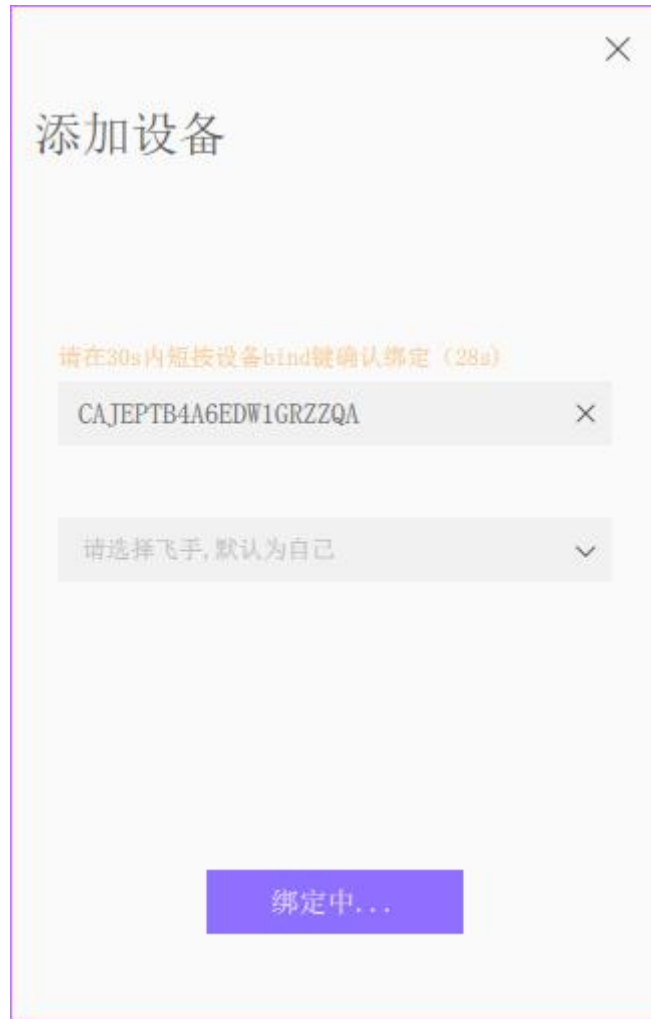 添加设备
请在30s内短按设备bind键确认绑定（28s)
CAJEPTB4A6EDW1GRZZQA
请选择飞手,默认为自己
绑定中...